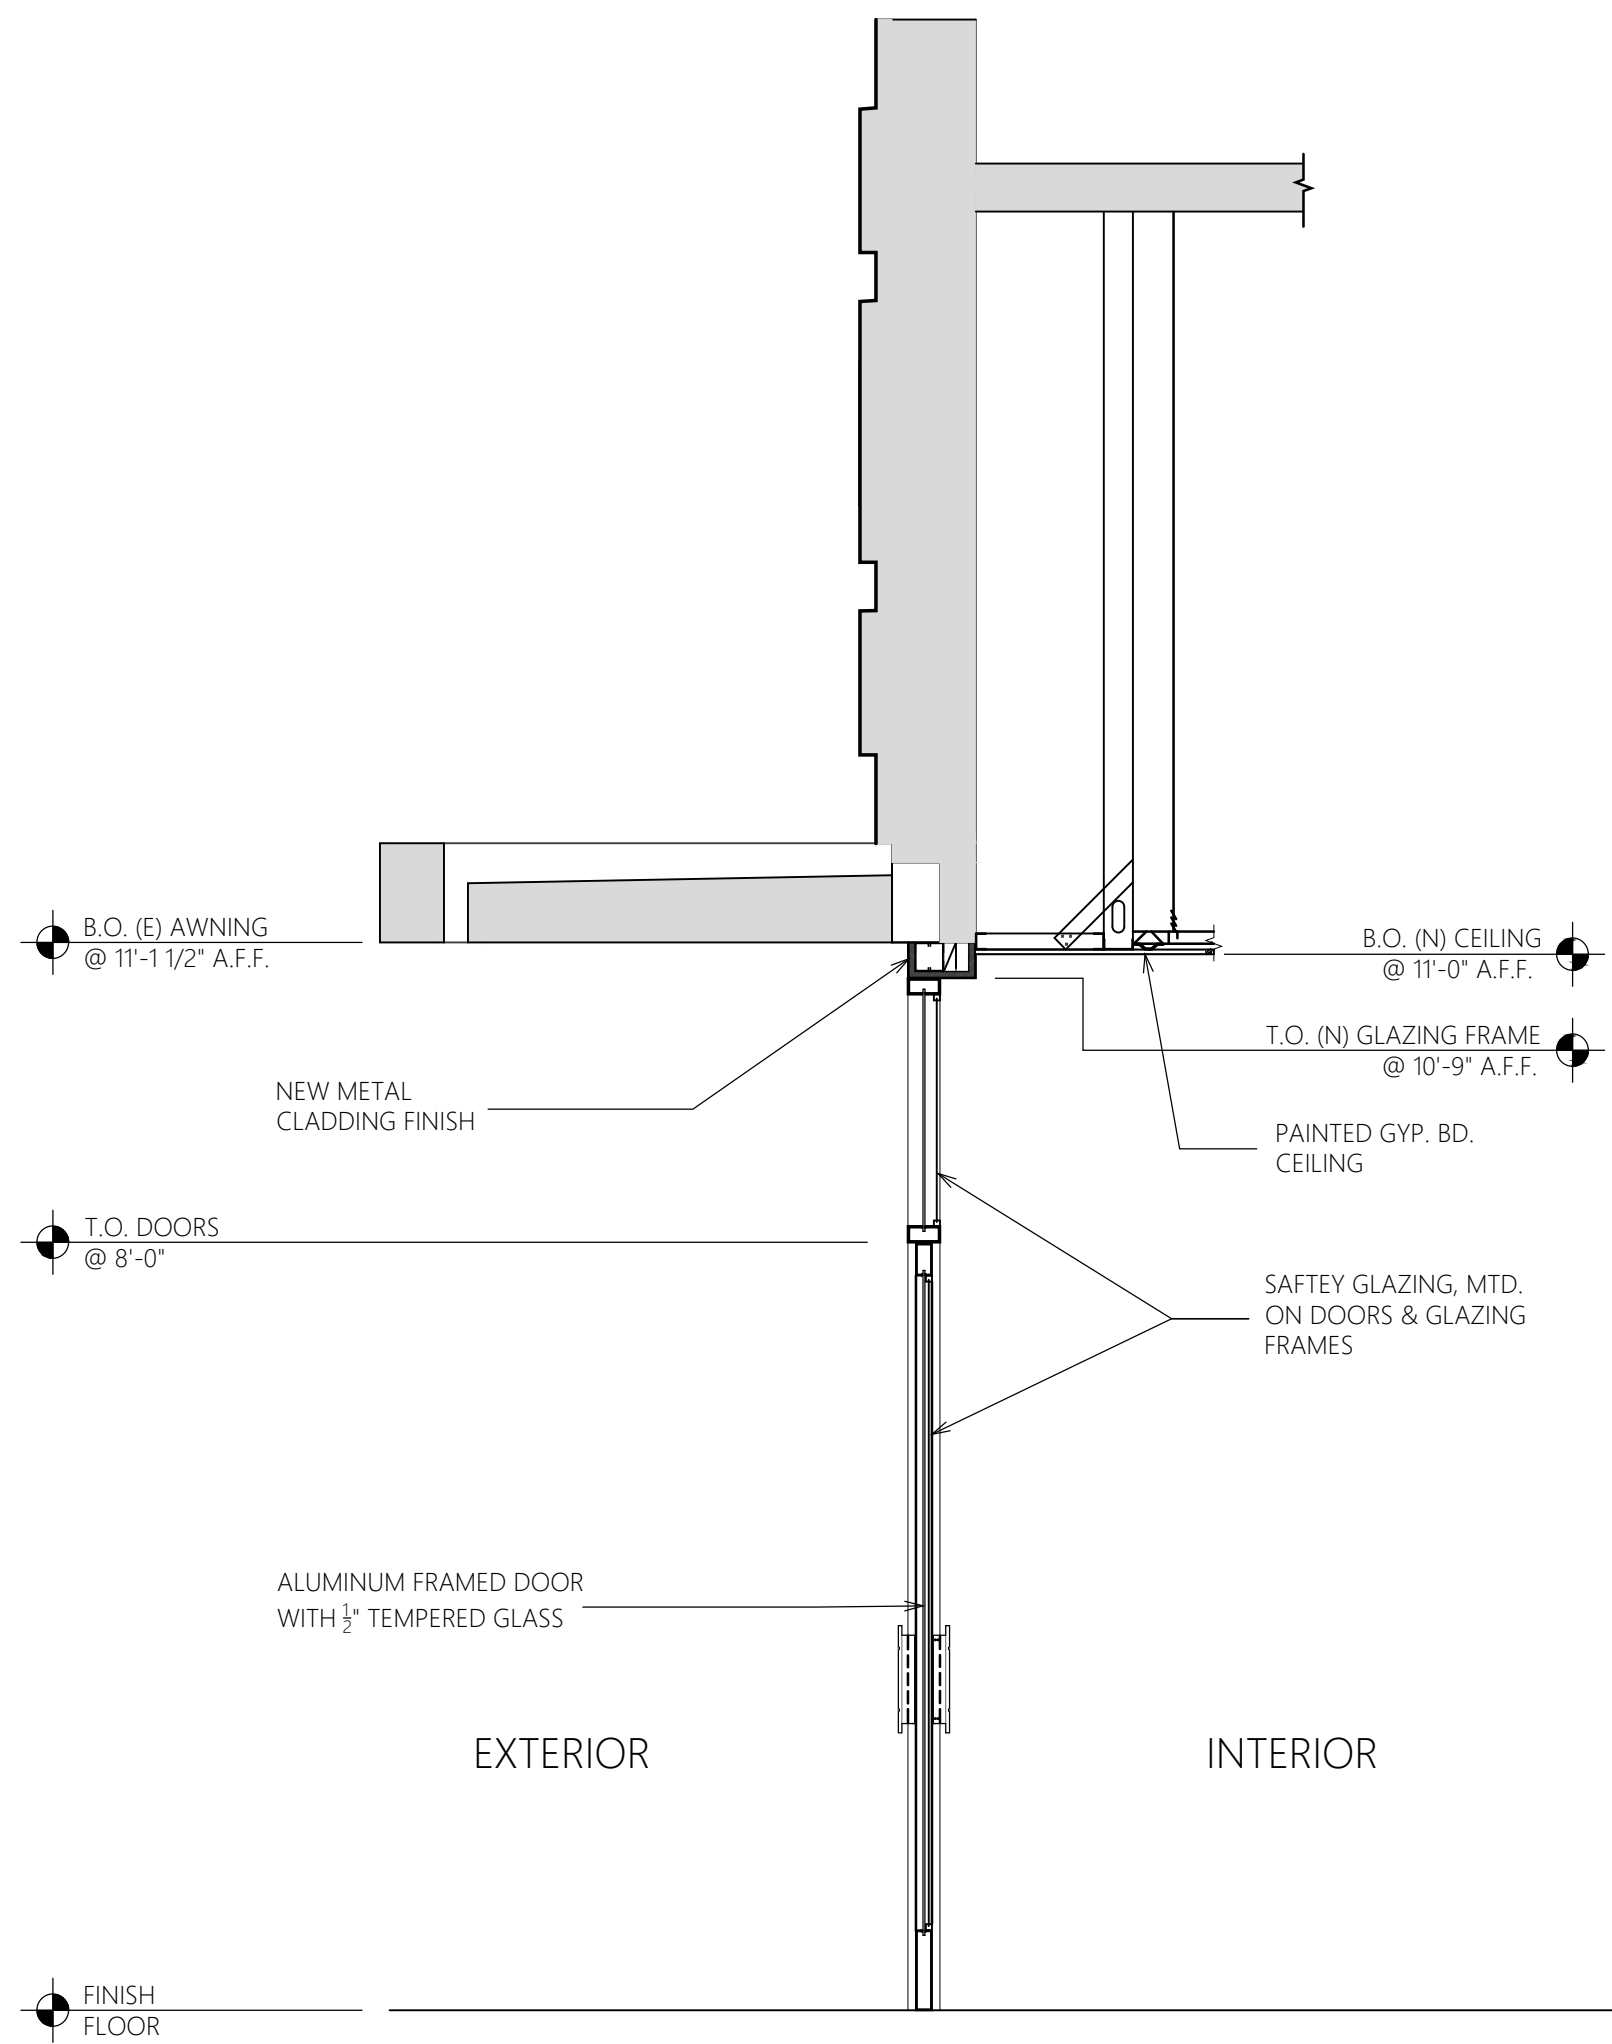 B.O. (E) AWNING
@ 11'-1 1/2" A.F.F.
B.O. (N) CEILING
@ 11'-0" A.F.F.
T.O. (N) GLAZING FRAME
@ 10'-9" A.F.F.
NEW METAL
CLADDING FINISH
PAINTED GYP. BD.
CEILING
T.O. DOORS
@ 8'-0"
SAFTEY GLAZING, MTD.
ON DOORS & GLAZING
FRAMES
ALUMINUM FRAMED DOOR
WITH ½" TEMPERED GLASS
EXTERIOR
INTERIOR
FINISH
FLOOR